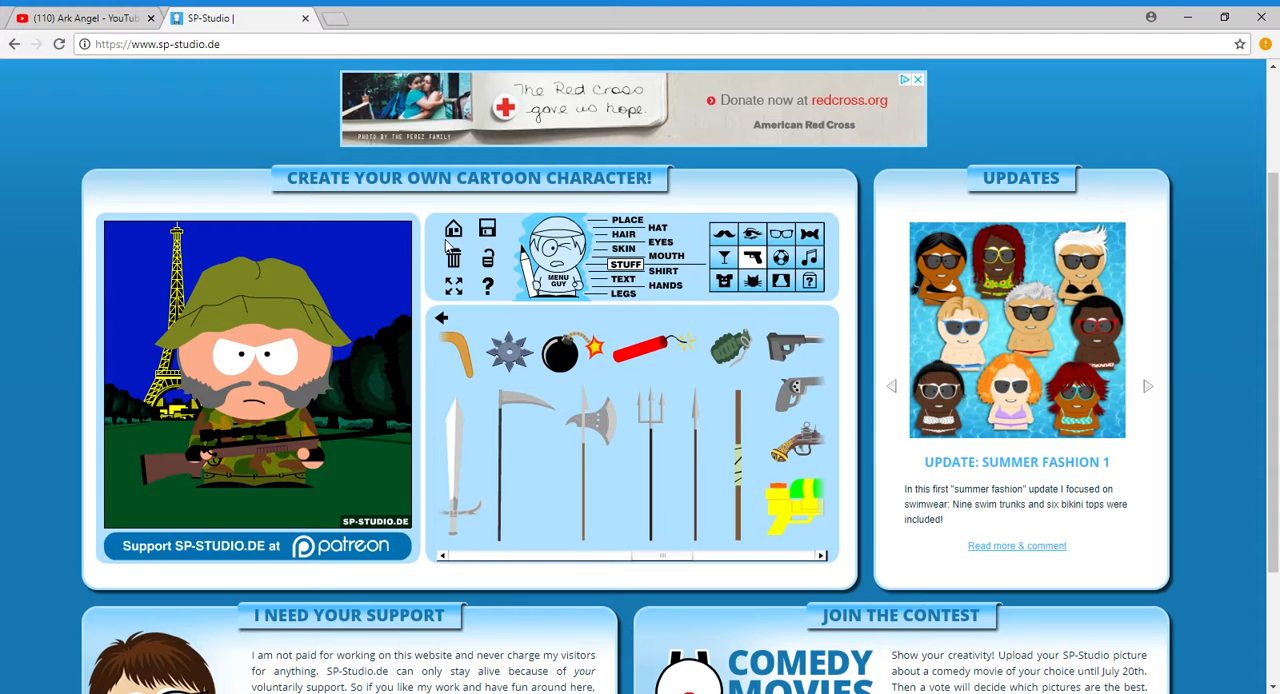 (110) Ark Angel - YouTub
SP-Studio |
https://www.sp-studio.de
The Red Cross
gave us hope.
PHOTO BY THE PEREZ FAMILY
Donate now at redcross.org
American Red Cross
CREATE YOUR OWN CARTOON CHARACTER!
UPDATES
PLACE
HAT
HAIR
EYES
SKIN
MOUTH
STUFF
SHIRT
TEXT
HANDS
LEGS
MENU
GUY
?
SP-STUDIO.DE
Support SP-STUDIO.DE at patreon
UPDATE: SUMMER FASHION 1
In this first "summer fashion" update I focused on
swimwear: Nine swim trunks and six bikini tops were
included!
Read more & comment
I NEED YOUR SUPPORT
I am not paid for working on this website and never charge my visitors
for anything. SP-Studio.de can only stay alive because of your
voluntarily support. So if you like my work and have fun around here,
JOIN THE CONTEST
COMEDY
MOVIES
Show your creativity! Upload your SP-Studio picture
about a comedy movie of your choice until July 20th.
Then a vote will decide which pictures are the best.